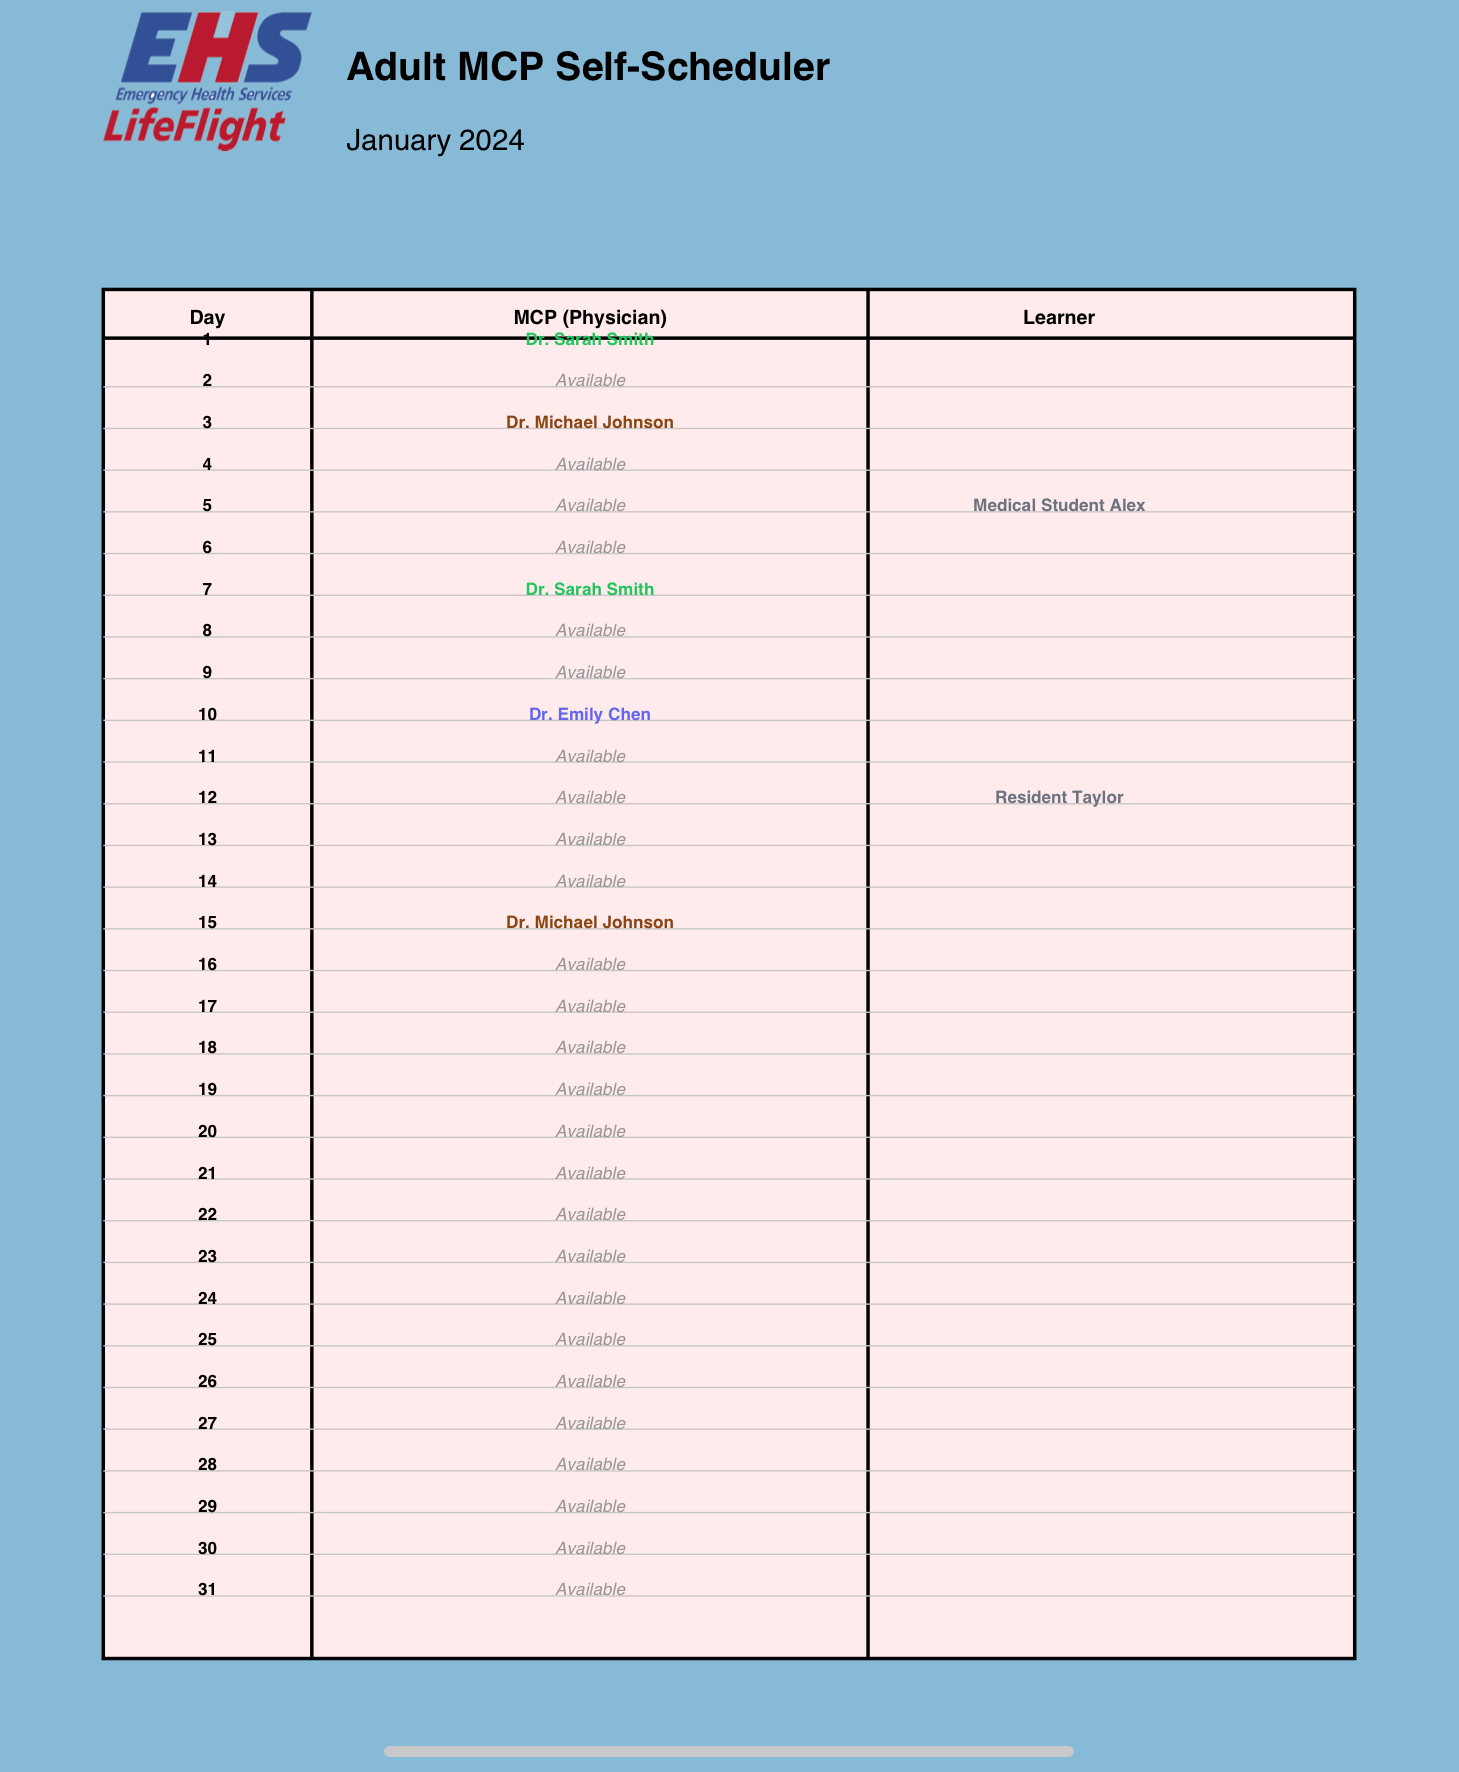 EHS
Emergency Health Services
LifeFlight
Adult MCP Self-Scheduler
January 2024
Day MCP (Physician) Learner
1 Dr. Sarah Smith
2 Available
3 Dr. Michael Johnson
4 Available
5 Available Medical Student Alex
6 Available
7 Dr. Sarah Smith
8 Available
9 Available
10 Dr. Emily Chen
11 Available
12 Available Resident Taylor
13 Available
14 Available
15 Dr. Michael Johnson
16 Available
17 Available
18 Available
19 Available
20 Available
21 Available
22 Available
23 Available
24 Available
25 Available
26 Available
27 Available
28 Available
29 Available
30 Available
31 Available